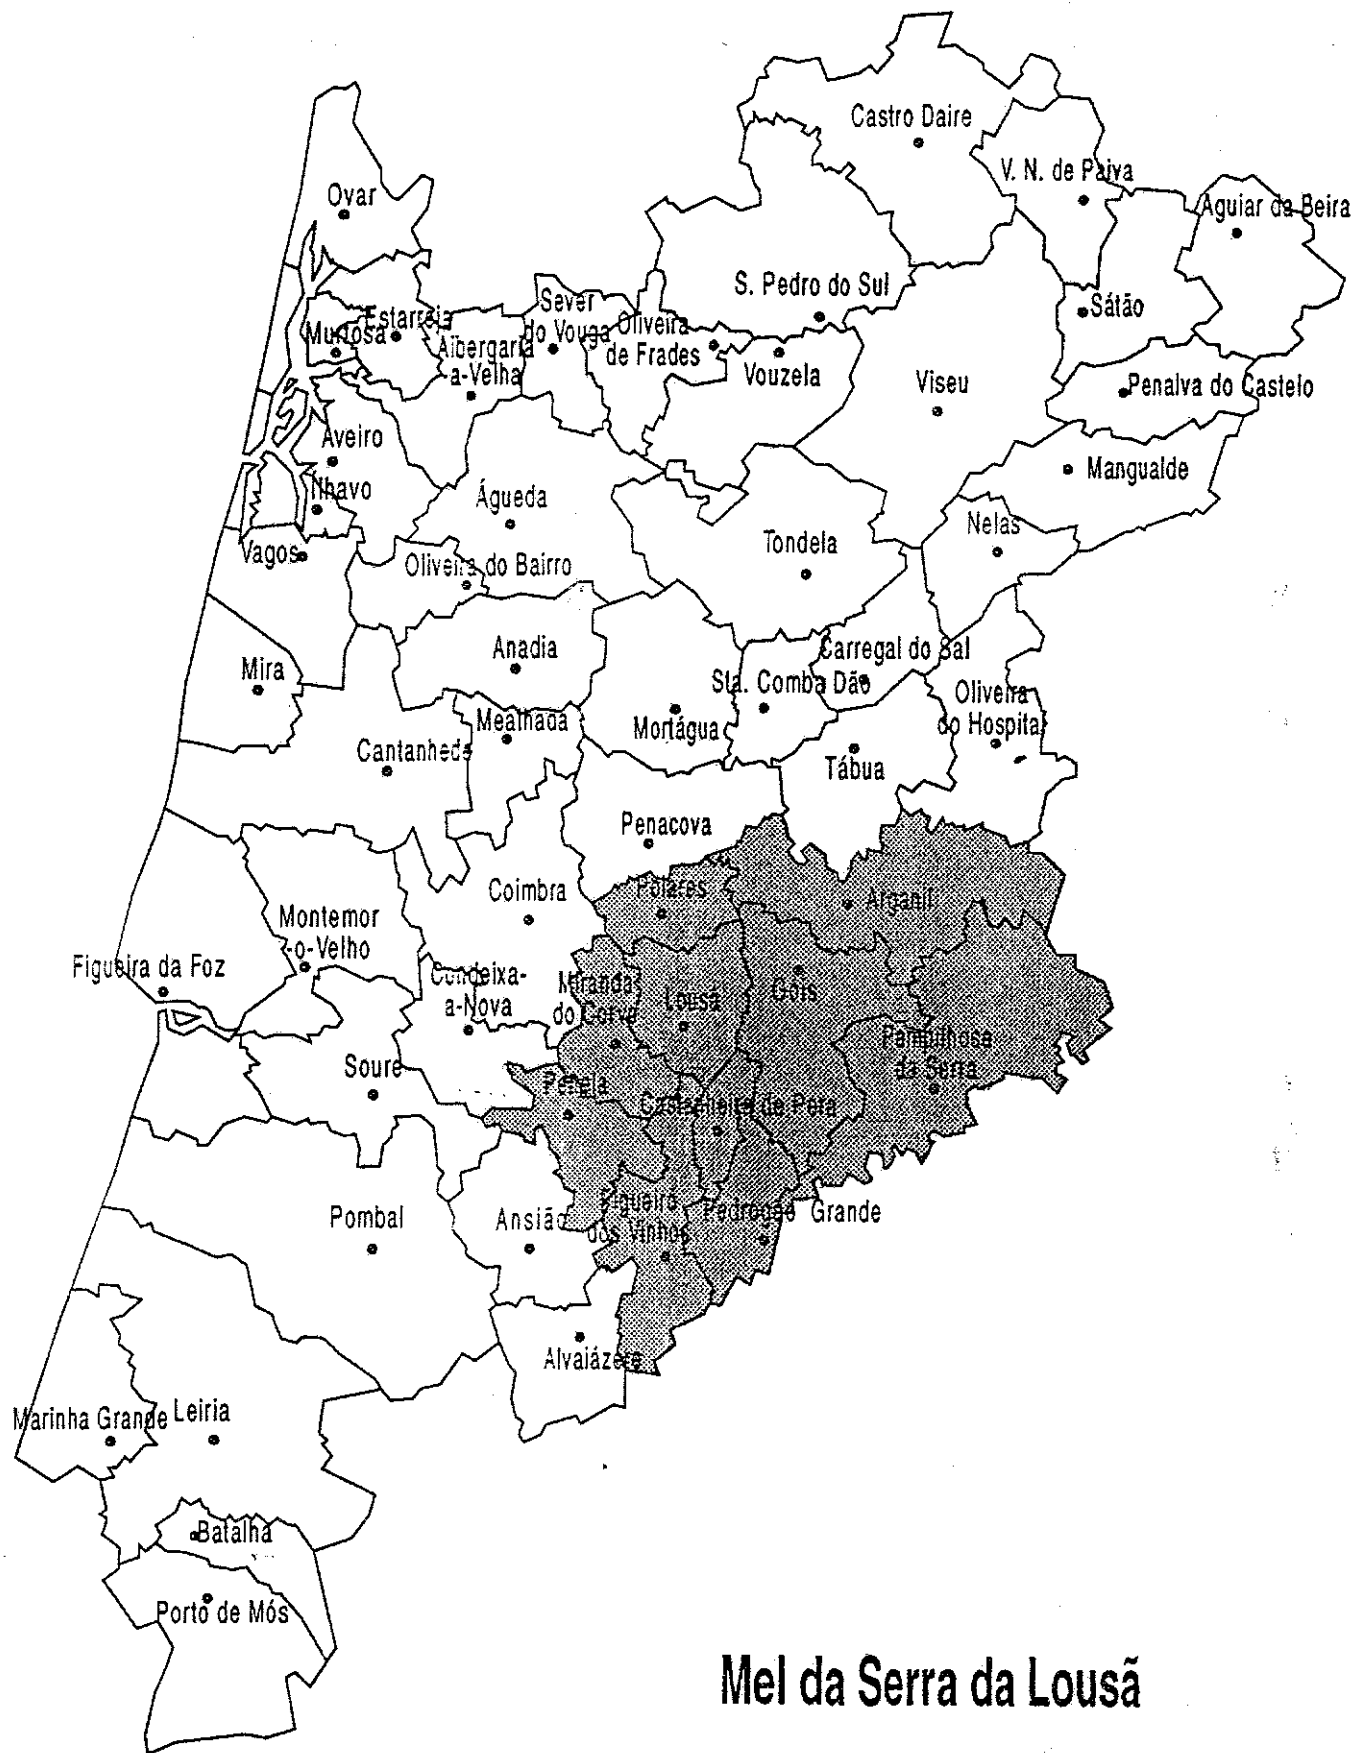 Castro Daire
V. N. de Paiva
Ovar
Aguiar da Beira
S. Pedro do Sul
Sátão
Sever
do Vouga
Estarreja
Murtosa
Oliveira
de Frades
Albergaria
-a-Velha
Vouzela
Viseu
Penalva do Castelo
Aveiro
Mangualde
Ílhavo
Águeda
Nelas
Tondela
Vagos
Oliveira do Bairro
Anadia
Carregal do Sal
Mira
Sta. Comba Dão
Oliveira
do Hospital
Mealhada
Mortágua
Cantanhede
Tábua
Penacova
Coimbra
Poiares
Arganil
Montemor
-o-Velho
Figueira da Foz
Condeixa-
a-Nova
Miranda
do Corvo
Lousã
Góis
Pampilhosa
da Serra
Soure
Penela
Castanheira de Pera
Pombal
Ansião
Figueiró
dos Vinhos
Pedrógão Grande
Alvaiázere
Marinha Grande
Leiria
Batalha
Porto de Mós
Mel da Serra da Lousã